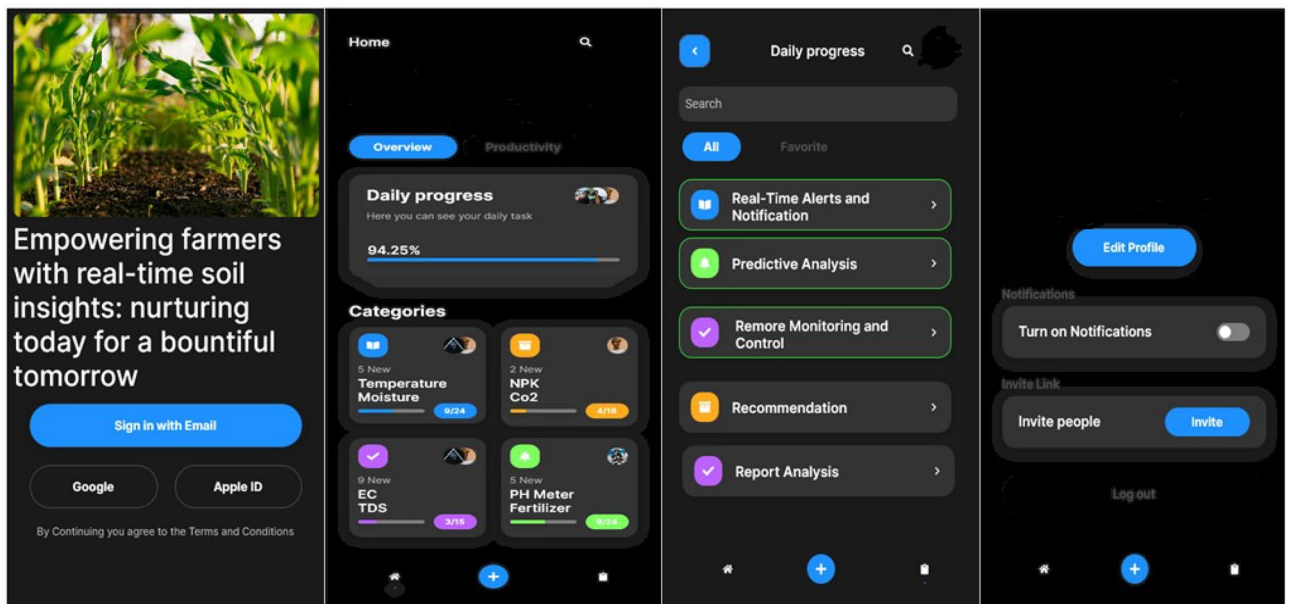 Empowering farmers
with real-time soil
insights: nurturing
today for a bountiful
tomorrow
Sign in with Email
Google
Apple ID
By Continuing you agree to the Terms and Conditions
Home
Overview
Productivity
Daily progress
Here you can see your daily task
94.25%
Categories
5 New
Temperature
Moisture
9/24
2 New
NPK
Co2
4/18
9 New
EC
TDS
3/15
5 New
PH Meter
Fertilizer
Daily progress
Search
All
Favorite
Real-Time Alerts and
Notification
Predictive Analysis
Remore Monitoring and
Control
Recommendation
Report Analysis
Edit Profile
Notifications
Turn on Notifications
Invite Link
Invite people
Invite
Log out